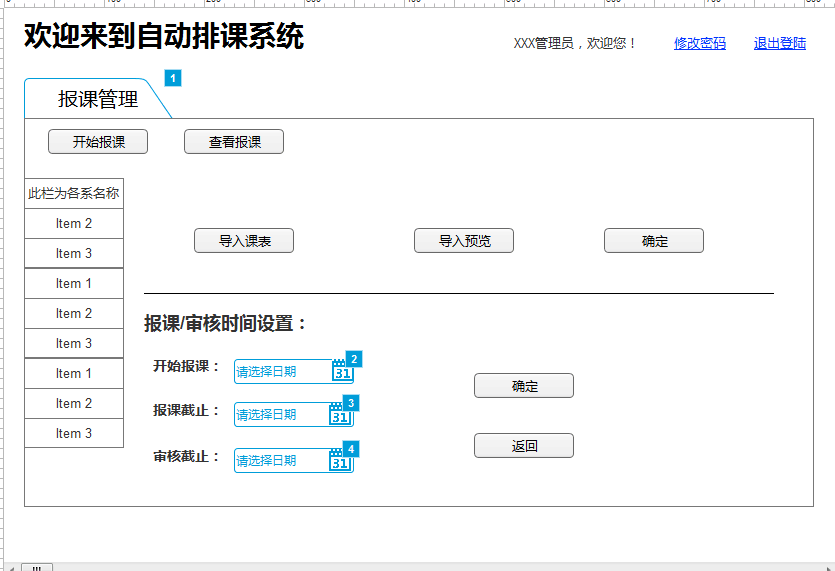 欢迎来到自动排课系统
XXX管理员，欢迎您！ 修改密码 退出登陆
1
报课管理
开始报课 查看报课
此栏为各系名称
Item 2
Item 3
Item 1
Item 2
Item 3
Item 1
Item 2
Item 3
导入课表 导入预览 确定
报课/审核时间设置：
开始报课： 请选择日期 31 2
报课截止： 请选择日期 31 3
审核截止： 请选择日期 31 4
确定
返回